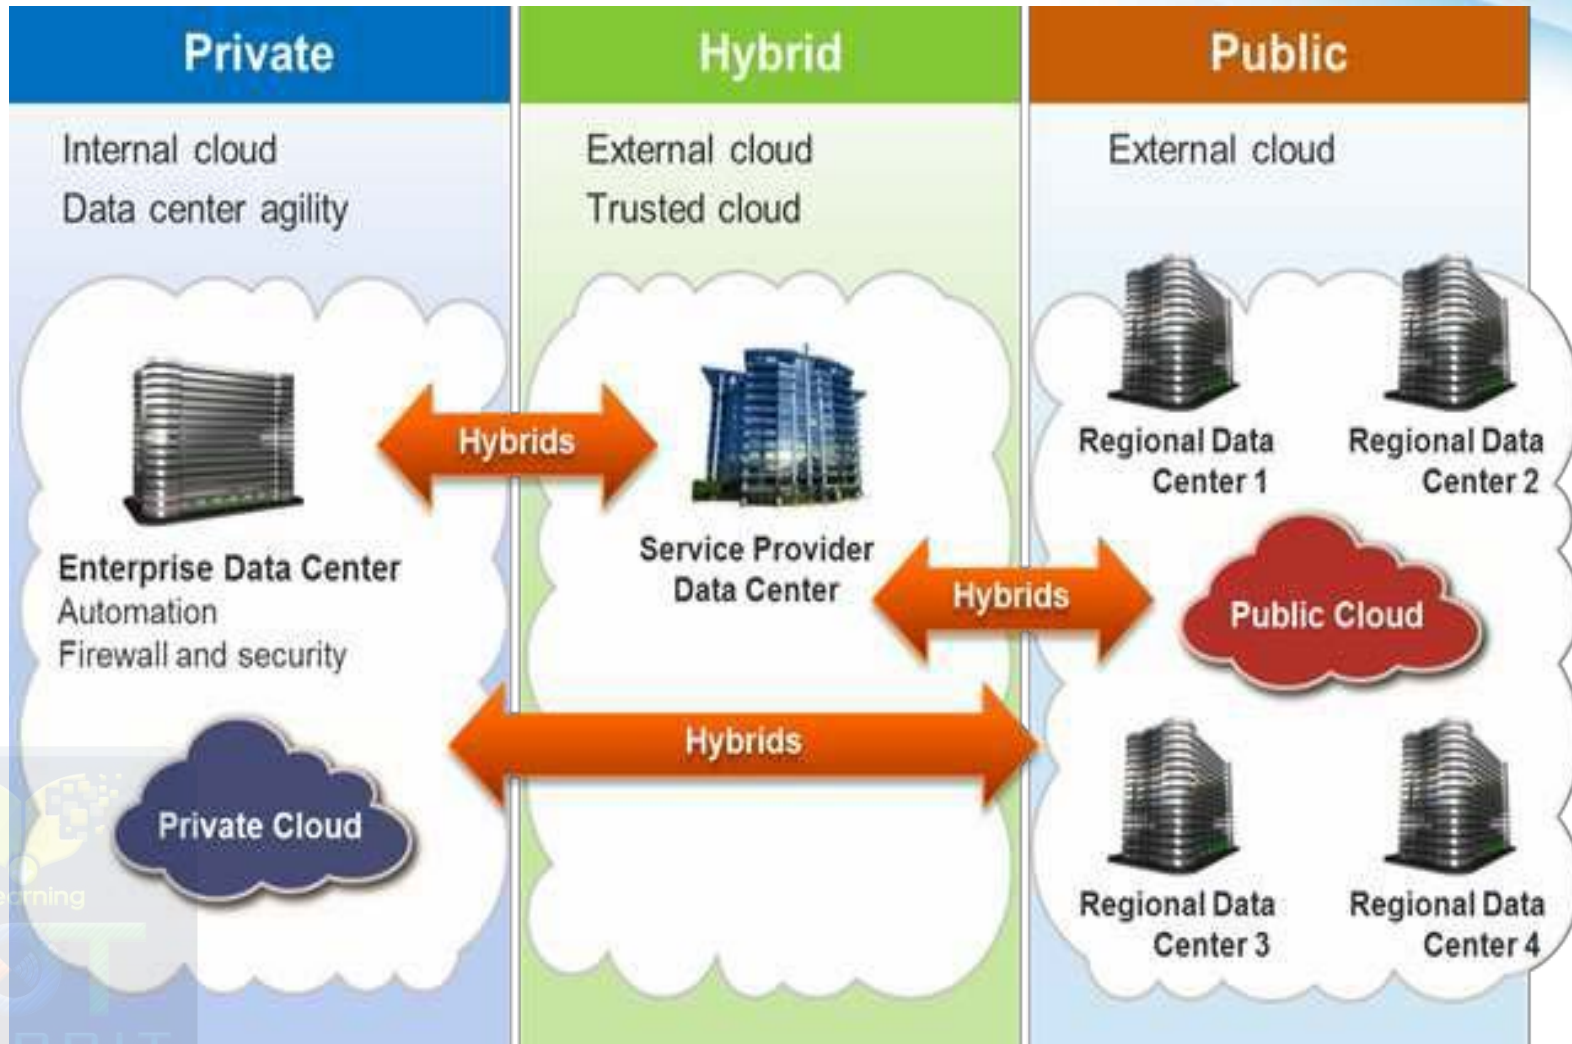 Private
Internal cloud
Data center agility
Hybrids
Enterprise Data Center
Automation
Firewall and security
Private Cloud
Hybrid
External cloud
Trusted cloud
Service Provider
Data Center
Hybrids
Hybrids
Public
External cloud
Regional Data
Center 1
Regional Data
Center 2
Public Cloud
Regional Data
Center 3
Regional Data
Center 4